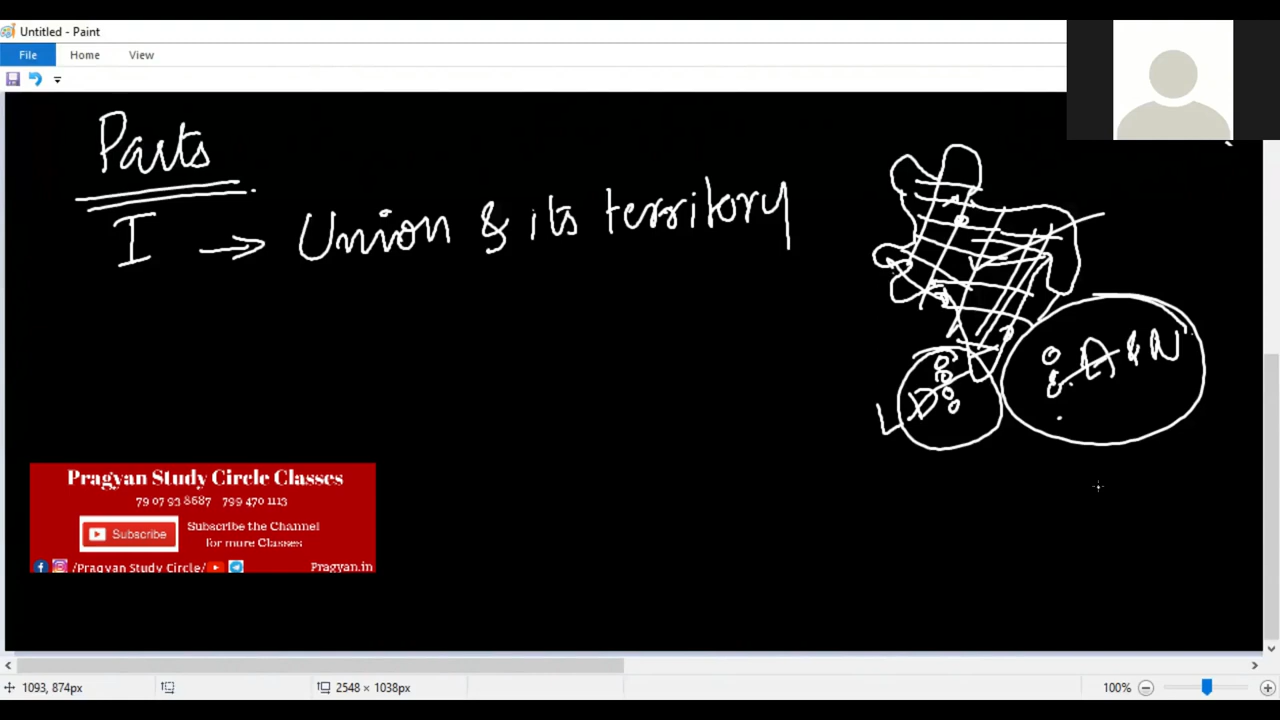 Untitled - Paint
File Home View
Parts
I → Union & its territory
LD
A & N
Pragyan Study Circle Classes
79 07 93 8687 799 470 1113
Subscribe
Subscribe the Channel
for more Classes
/Pragyan Study Circle/
Pragyan.in
1093, 874px
2548 × 1038px
100%